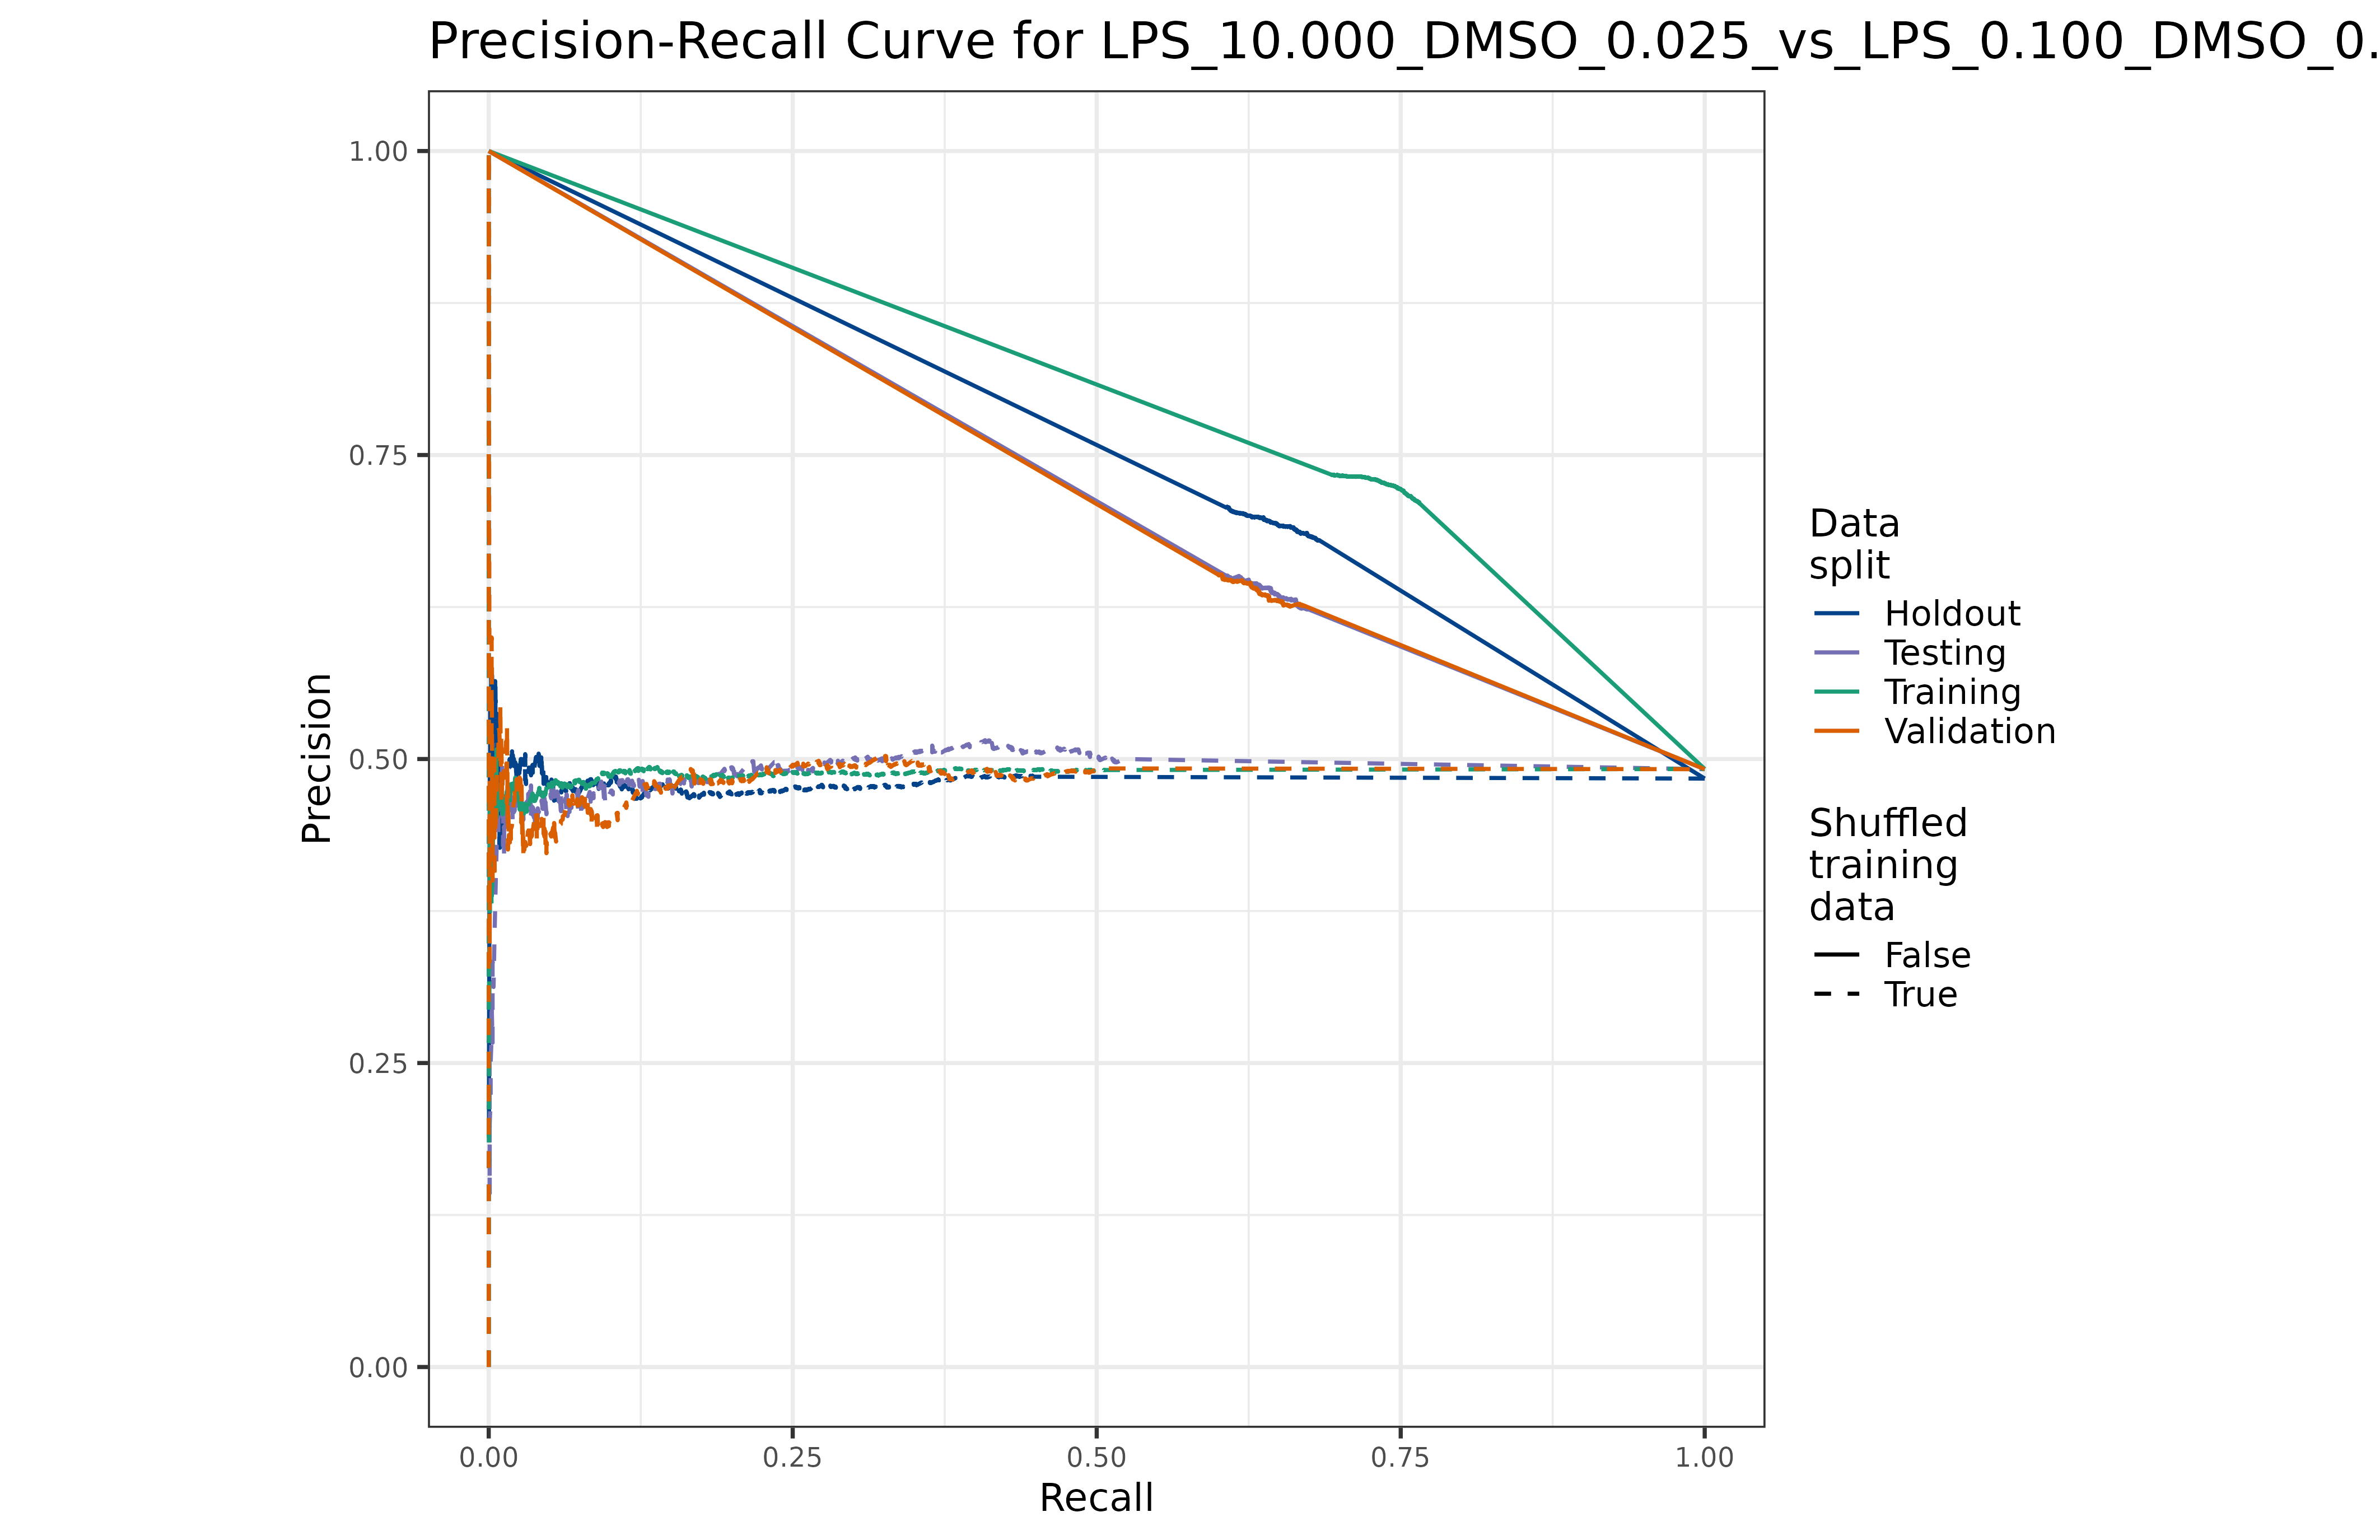 Precision-Recall Curve for LPS_10.000_DMSO_0.025_vs_LPS_0.100_DMSO_0.
1.00
0.75
0.50
0.25
0.00
Precision
0.00 0.25 0.50 0.75 1.00
Recall
Data
split
Holdout
Testing
Training
Validation
Shuffled
training
data
False
True